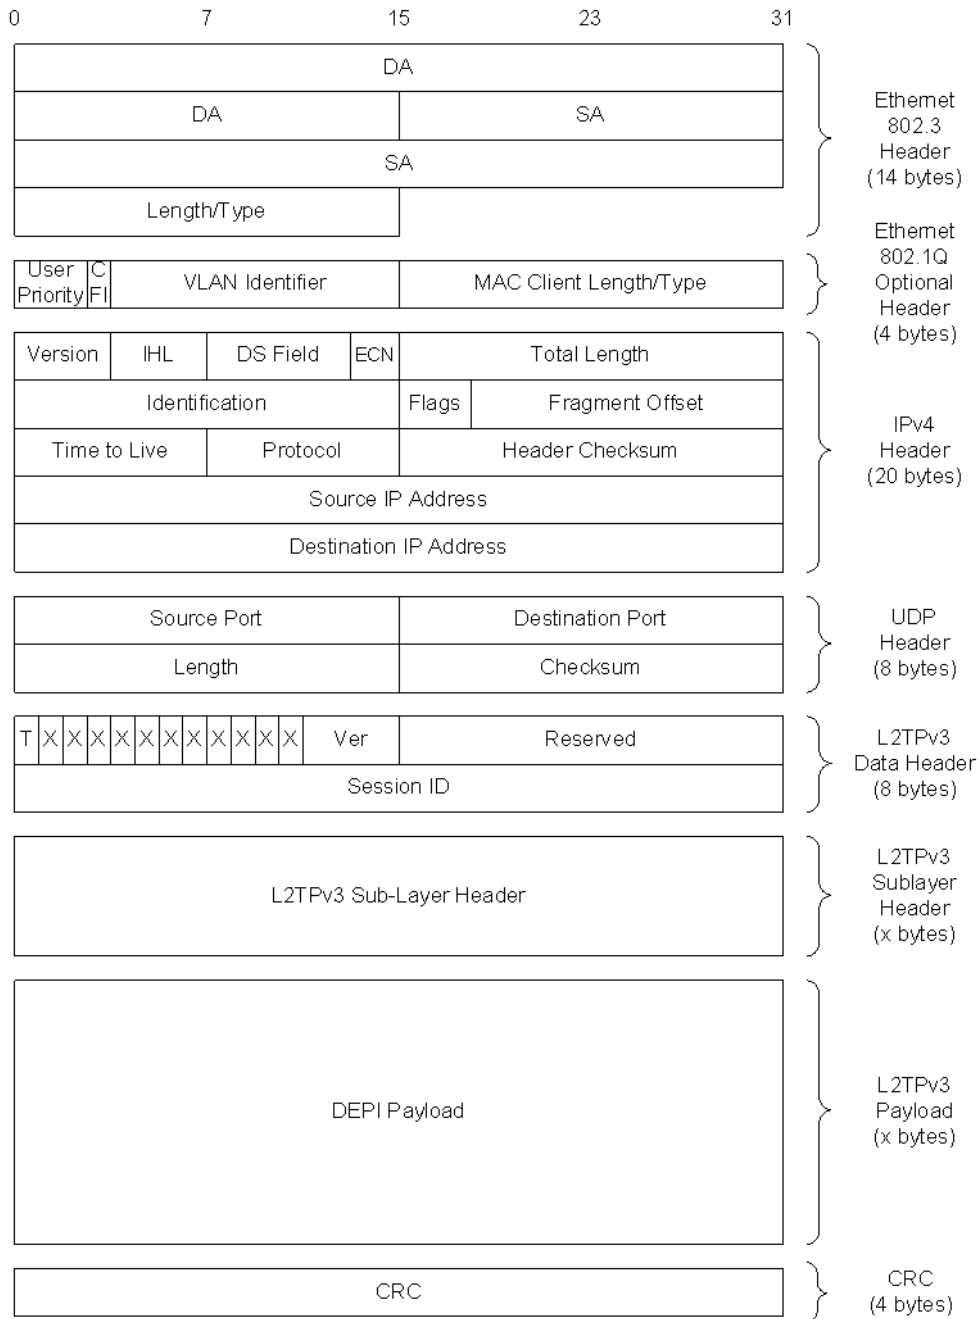 0 7 15 23 31
DA
DA SA
SA
Length/Type
Ethernet
802.3
Header
(14 bytes)
User
Priority
C
FI
VLAN Identifier MAC Client Length/Type
Ethernet
802.1Q
Optional
Header
(4 bytes)
Version IHL DS Field ECN Total Length
Identification Flags Fragment Offset
Time to Live Protocol Header Checksum
Source IP Address
Destination IP Address
IPv4
Header
(20 bytes)
Source Port Destination Port
Length Checksum
UDP
Header
(8 bytes)
T X X X X X X X X X X X Ver Reserved
Session ID
L2TPv3
Data Header
(8 bytes)
L2TPv3 Sub-Layer Header
L2TPv3
Sublayer
Header
(x bytes)
DEPI Payload
L2TPv3
Payload
(x bytes)
CRC
CRC
(4 bytes)